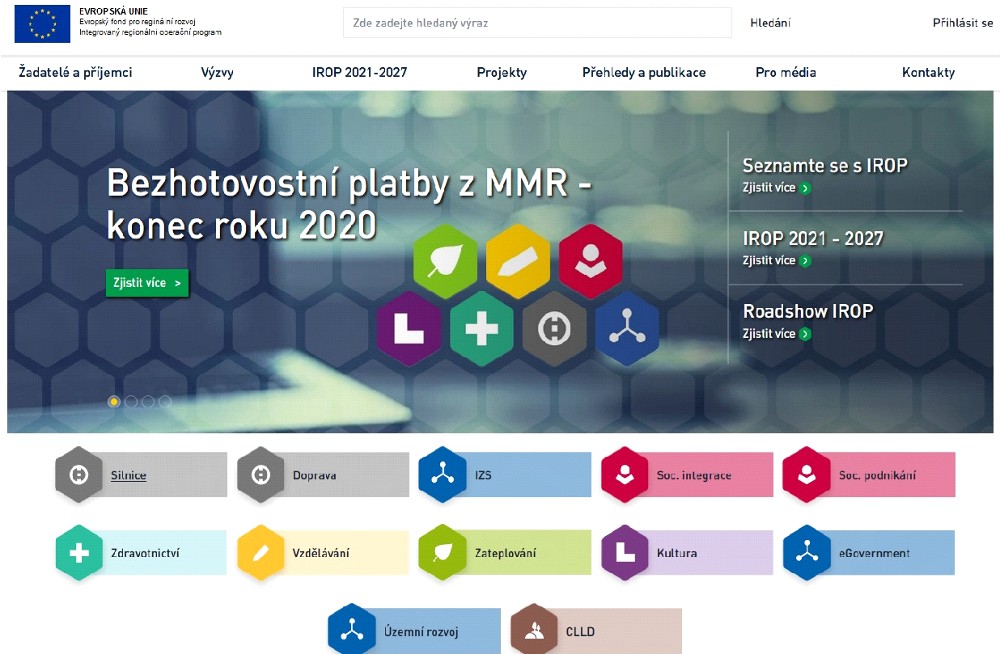 EVROPSKÁ UNIE
Evropský fond pro reginální rozvoj
Integrovaný regionální operační program
Zde zadejte hledaný výraz
Hledání
Přihlásit se
Žadatelé a příjemci
Výzvy
IROP 2021-2027
Projekty
Přehledy a publikace
Pro média
Kontakty
Bezhotovostní platby z MMR -
konec roku 2020
Zjistit více >
Seznamte se s IROP
Zjistit více >
IROP 2021 - 2027
Zjistit více >
Roadshow IROP
Zjistit více >
Silnice
Doprava
IZS
Soc. integrace
Soc. podnikání
Zdravotnictví
Vzdělávání
Zateplování
Kultura
eGovernment
Územní rozvoj
CLLD